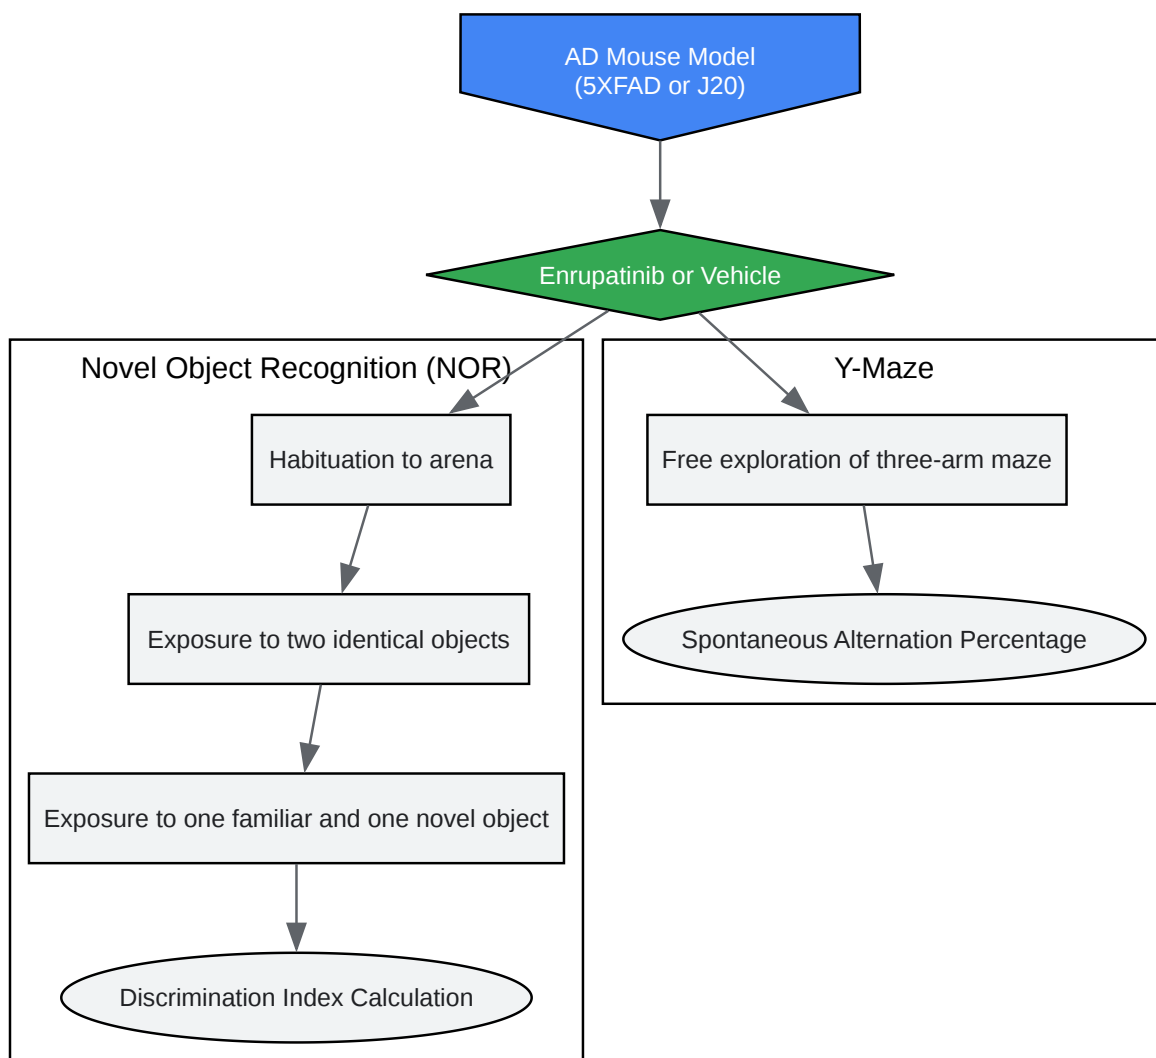 AD Mouse Model
(5XFAD or J20)
Enrupatinib or Vehicle
Novel Object Recognition (NOR)
Habituation to arena
Exposure to two identical objects
Exposure to one familiar and one novel object
Discrimination Index Calculation
Y-Maze
Free exploration of three-arm maze
Spontaneous Alternation Percentage